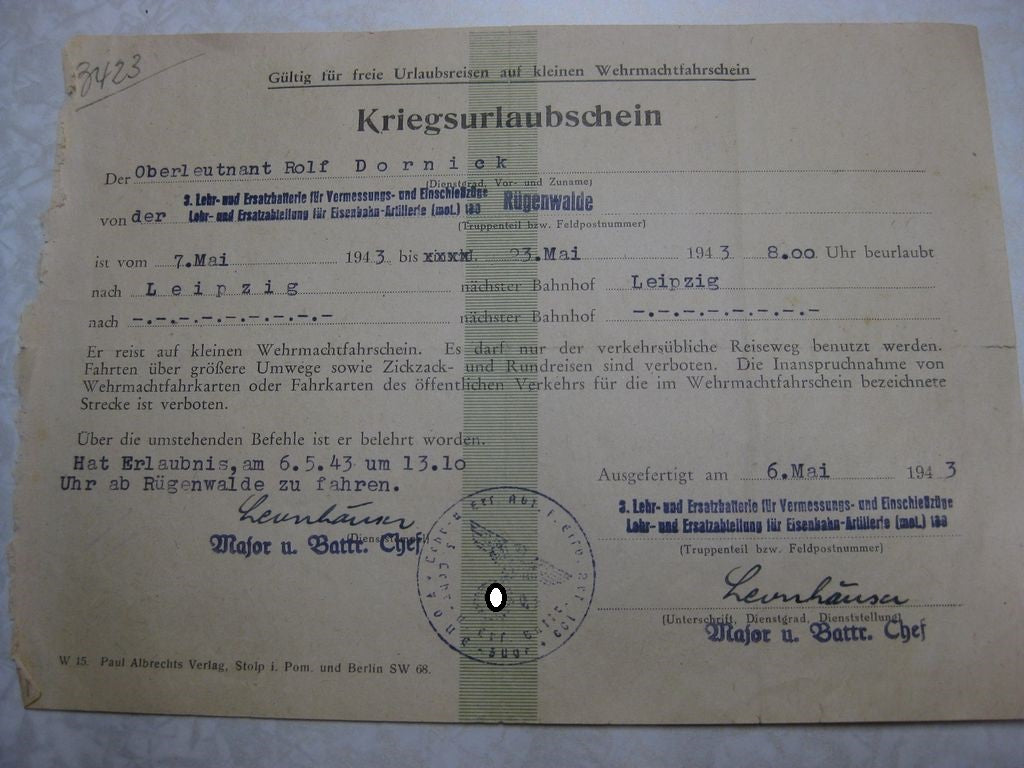 3423
Gültig für freie Urlaubsreisen auf kleinen Wehrmachtfahrschein
Kriegsurlaubschein
Der Oberleutnant Rolf Dornick
(Dienstgrad, Vor- und Zuname)
von der 3. Lehr- und Ersatzbatterie für Vermessungs- und Einschießzüge
Lehr- und Ersatzabteilung für Eisenbahn-Artillerie (mot.) 100 Rügenwalde
(Truppenteil bzw. Feldpostnummer)
ist vom 7.Mai 1943 bis 23.Mai 1943 8.00 Uhr beurlaubt
nach Leipzig nächster Bahnhof Leipzig
nach -.-.-.-.-.-.-.-.- nächster Bahnhof -.-.-.-.-.-.-.-
Er reist auf kleinen Wehrmachtfahrschein. Es darf nur der verkehrsübliche Reiseweg benutzt werden.
Fahrten über größere Umwege sowie Zickzack- und Rundreisen sind verboten. Die Inanspruchnahme von
Wehrmachtfahrkarten oder Fahrkarten des öffentlichen Verkehrs für die im Wehrmachtfahrschein bezeichnete
Strecke ist verboten.
Über die umstehenden Befehle ist er belehrt worden.
Hat Erlaubnis,am 6.5.43 um 13.10
Uhr ab Rügenwalde zu fahren.
Leonhäuser
Major u. Battr. Chef
Ausgefertigt am 6.Mai 1943
3. Lehr- und Ersatzbatterie für Vermessungs- und Einschießzüge
Lehr- und Ersatzabteilung für Eisenbahn-Artillerie (mot.) 100
(Truppenteil bzw. Feldpostnummer)
Leonhäuser
(Unterschrift, Dienstgrad, Dienststellung)
Major u. Battr. Chef
W 15. Paul Albrechts Verlag, Stolp i. Pom. und Berlin SW 68.